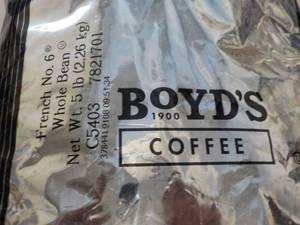 French No. 6®
Whole Bean
Net Wt. 5 lb (2.26 kg)
C5403 7821701
BOYD'S
1900
COFFEE